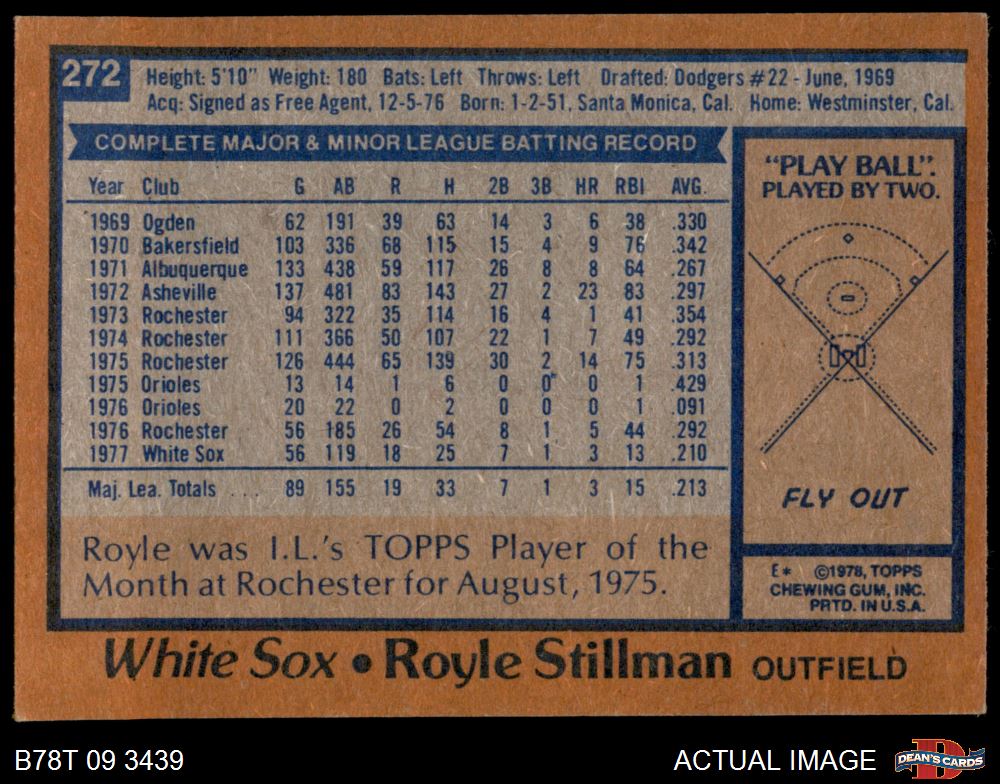 272
Height: 5'10" Weight: 180 Bats: Left Throws: Left Drafted: Dodgers #22 - June, 1969
Acq: Signed as Free Agent, 12-5-76 Born: 1-2-51, Santa Monica, Cal. Home: Westminster, Cal.
COMPLETE MAJOR & MINOR LEAGUE BATTING RECORD
Year Club G AB R H 2B 3B HR RBI AVG.
1969 Ogden 62 191 39 63 14 3 6 38 .330
1970 Bakersfield 103 336 68 115 15 4 9 76 .342
1971 Albuquerque 133 438 59 117 26 8 8 64 .267
1972 Asheville 137 481 83 143 27 2 23 83 .297
1973 Rochester 94 322 35 114 16 4 1 41 .354
1974 Rochester 111 366 50 107 22 1 7 49 .292
1975 Rochester 126 444 65 139 30 2 14 75 .313
1975 Orioles 13 14 1 6 0 0 0 1 .429
1976 Orioles 20 22 0 2 0 0 0 1 .091
1976 Rochester 56 185 26 54 8 1 5 44 .292
1977 White Sox 56 119 18 25 7 1 3 13 .210
Maj. Lea. Totals ... 89 155 19 33 7 1 3 15 .213
Royle was I.L.'s TOPPS Player of the
Month at Rochester for August, 1975.
"PLAY BALL".
PLAYED BY TWO.
FLY OUT
E* ©1978, TOPPS
CHEWING GUM, INC.
PRTD. IN U.S.A.
White Sox • Royle Stillman OUTFIELD
B78T 09 3439
ACTUAL IMAGE
D
DEAN'S CARDS